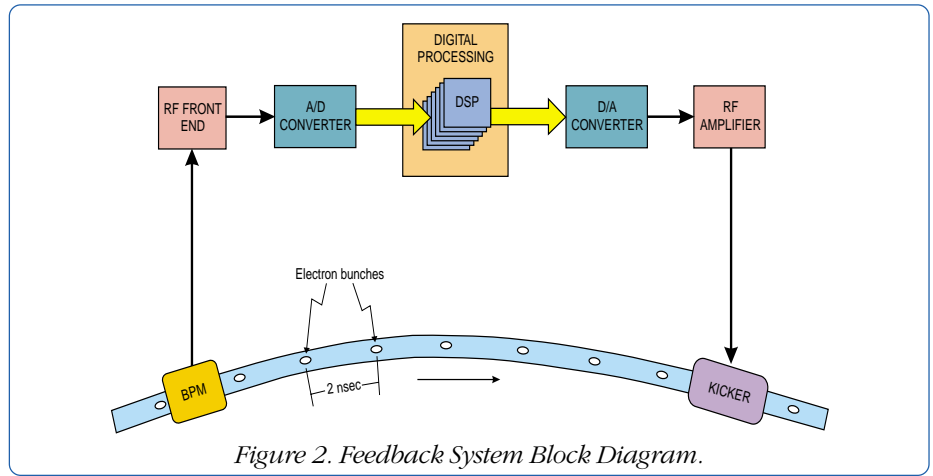 DIGITAL
PROCESSING
RF FRONT
END
A/D
CONVERTER
DSP
D/A
CONVERTER
RF
AMPLIFIER
Electron bunches
2 nsec
BPM
KICKER
Figure 2. Feedback System Block Diagram.